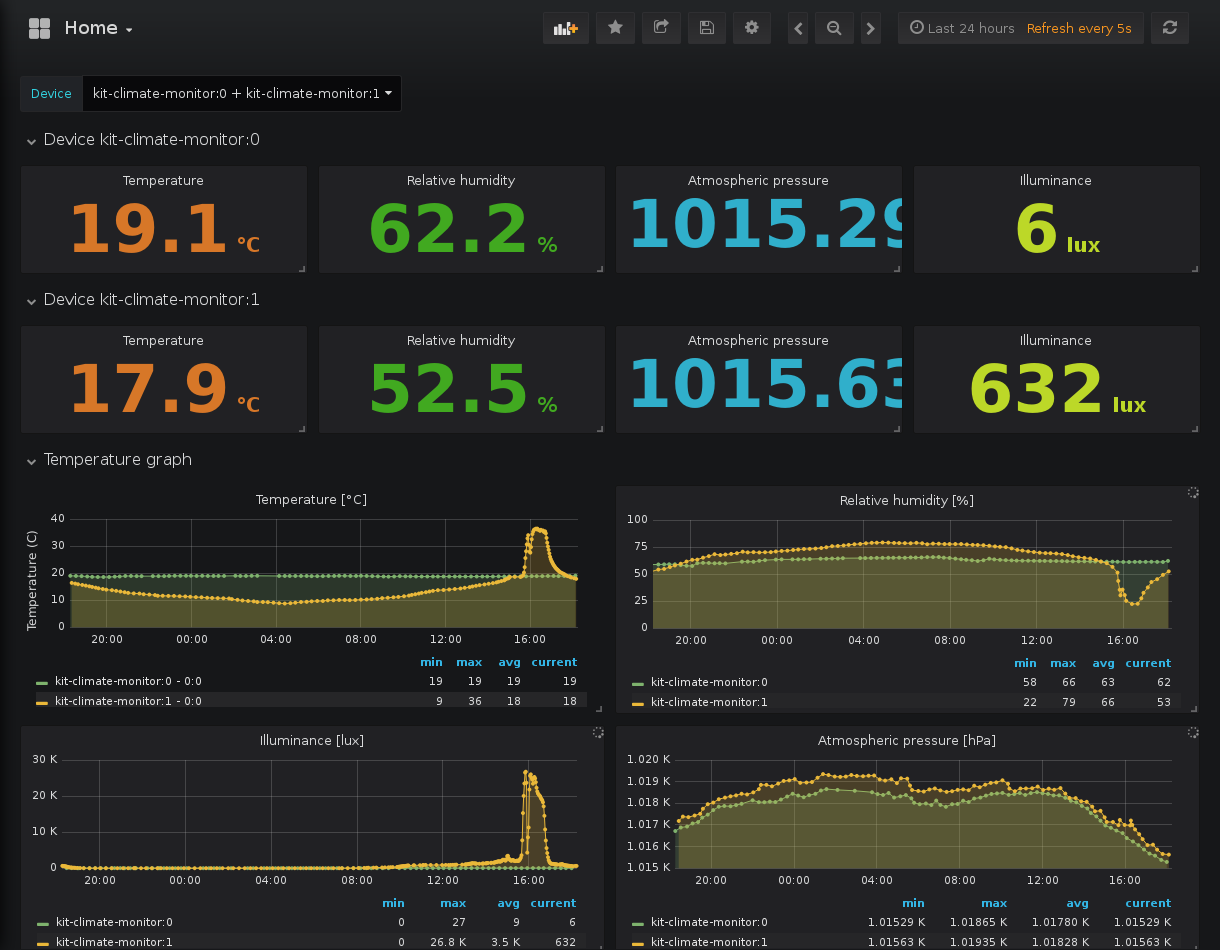 Home
Last 24 hours Refresh every 5s
Device kit-climate-monitor:0 + kit-climate-monitor:1
Device kit-climate-monitor:0
Temperature Relative humidity Atmospheric pressure Illuminance
19.1 °C 62.2 % 1015.29 6 lux
Device kit-climate-monitor:1
Temperature Relative humidity Atmospheric pressure Illuminance
17.9 °C 52.5 % 1015.63 632 lux
Temperature graph
Temperature [°C]
Temperature (C)
40
30
20
10
0
20:00 00:00 04:00 08:00 12:00 16:00
min max avg current
kit-climate-monitor:0 - 0:0 19 19 19 19
kit-climate-monitor:1 - 0:0 9 36 18 18
Relative humidity [%]
100
75
50
25
0
20:00 00:00 04:00 08:00 12:00 16:00
min max avg current
kit-climate-monitor:0 58 66 63 62
kit-climate-monitor:1 22 79 66 53
Illuminance [lux]
30 K
20 K
10 K
0
20:00 00:00 04:00 08:00 12:00 16:00
min max avg current
kit-climate-monitor:0 0 27 9 6
kit-climate-monitor:1 0 26.8 K 3.5 K 632
Atmospheric pressure [hPa]
1.020 K
1.019 K
1.018 K
1.017 K
1.016 K
1.015 K
20:00 00:00 04:00 08:00 12:00 16:00
min max avg current
kit-climate-monitor:0 1.01529 K 1.01865 K 1.01780 K 1.01529 K
kit-climate-monitor:1 1.01563 K 1.01935 K 1.01828 K 1.01563 K